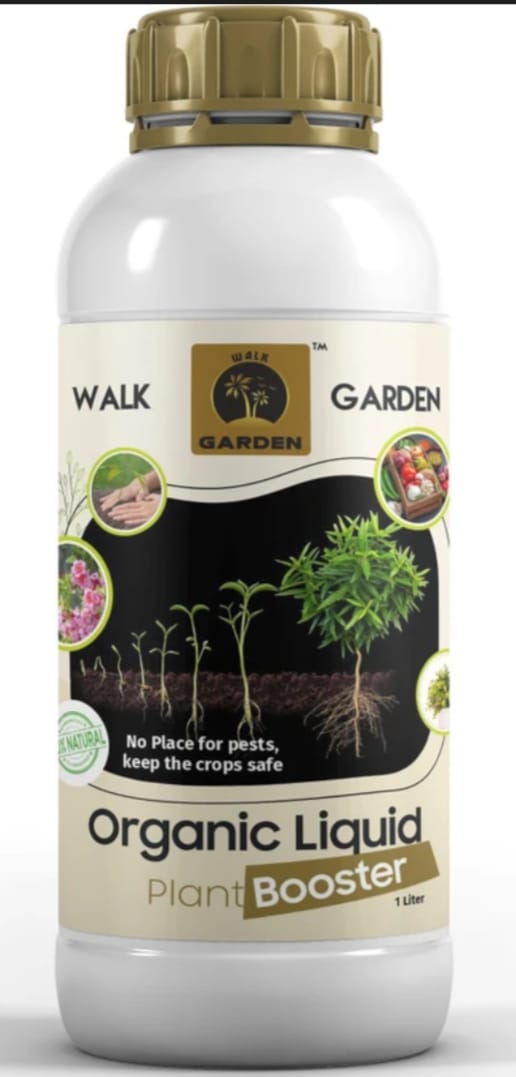 WALK
GARDEN
™
WALK GARDEN
NATURAL
No Place for pests,
keep the crops safe
Organic Liquid
Plant Booster
1 Liter